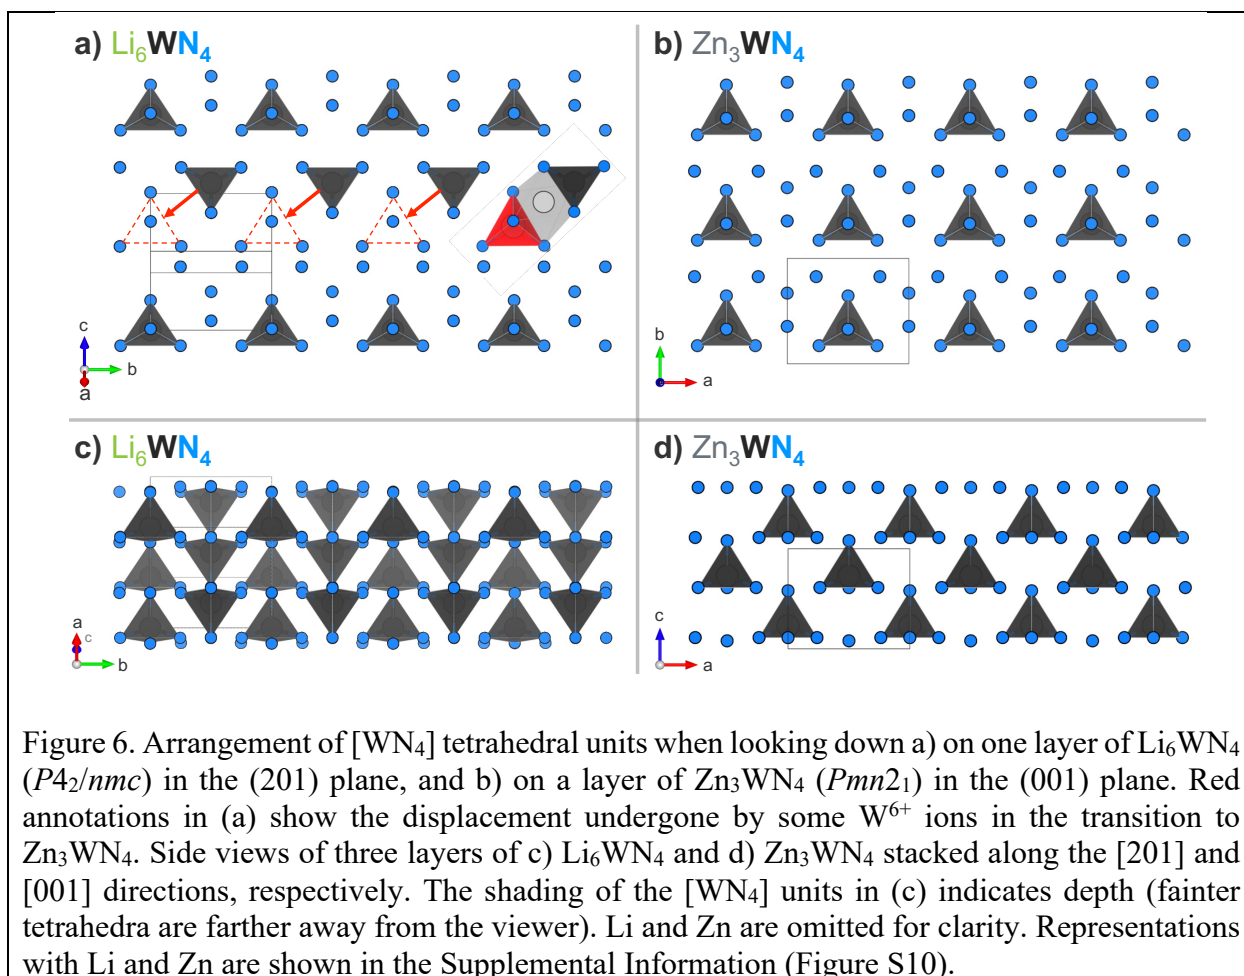 a) Li6WN4
b) Zn3WN4
c
b
a
b
a
c) Li6WN4
d) Zn3WN4
a
c
b
c
a
Figure 6. Arrangement of [WN4] tetrahedral units when looking down a) on one layer of Li6WN4
(P42/nmc) in the (201) plane, and b) on a layer of Zn3WN4 (Pmn21) in the (001) plane. Red
annotations in (a) show the displacement undergone by some W6+ ions in the transition to
Zn3WN4. Side views of three layers of c) Li6WN4 and d) Zn3WN4 stacked along the [201] and
[001] directions, respectively. The shading of the [WN4] units in (c) indicates depth (fainter
tetrahedra are farther away from the viewer). Li and Zn are omitted for clarity. Representations
with Li and Zn are shown in the Supplemental Information (Figure S10).